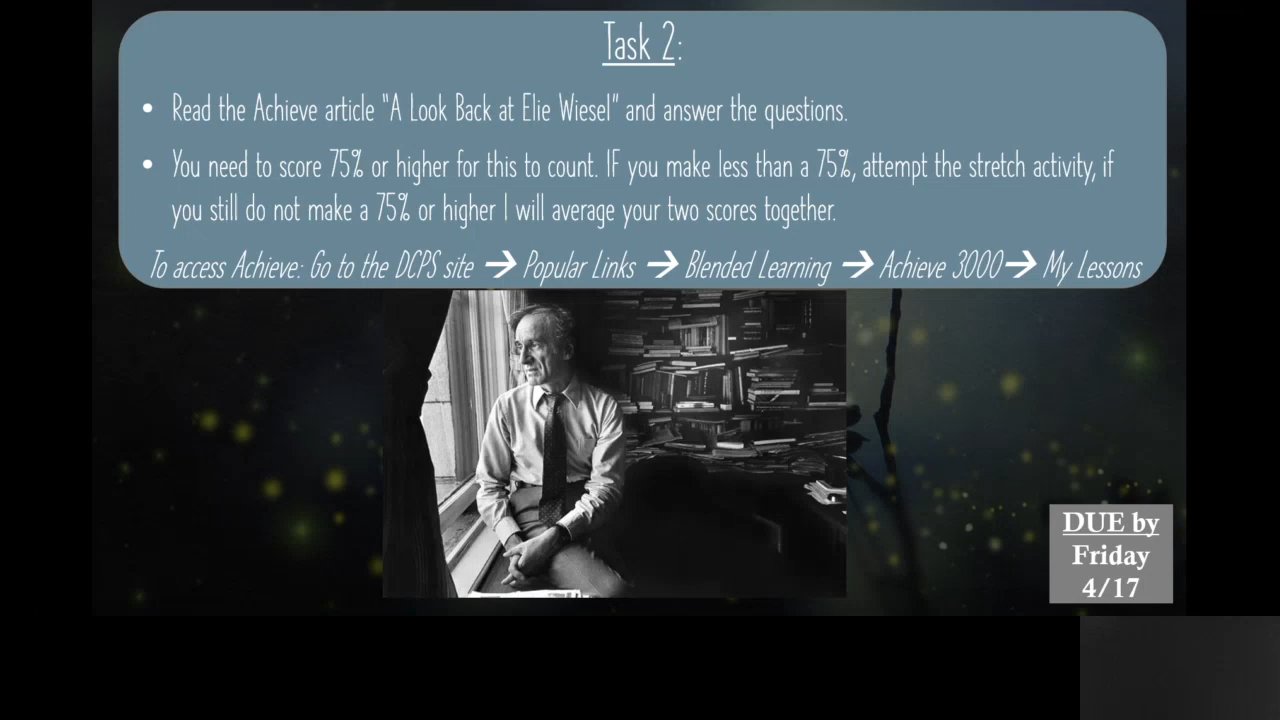 Task 2:
• Read the Achieve article "A Look Back at Elie Wiesel" and answer the questions.
• You need to score 75% or higher for this to count. IF you make less than a 75%, attempt the stretch activity, if
you still do not make a 75% or higher I will average your two scores together.
To access Achieve: Go to the DCPS site → Popular Links → Blended Learning → Achieve 3000→ My Lessons
DUE by
Friday
4/17